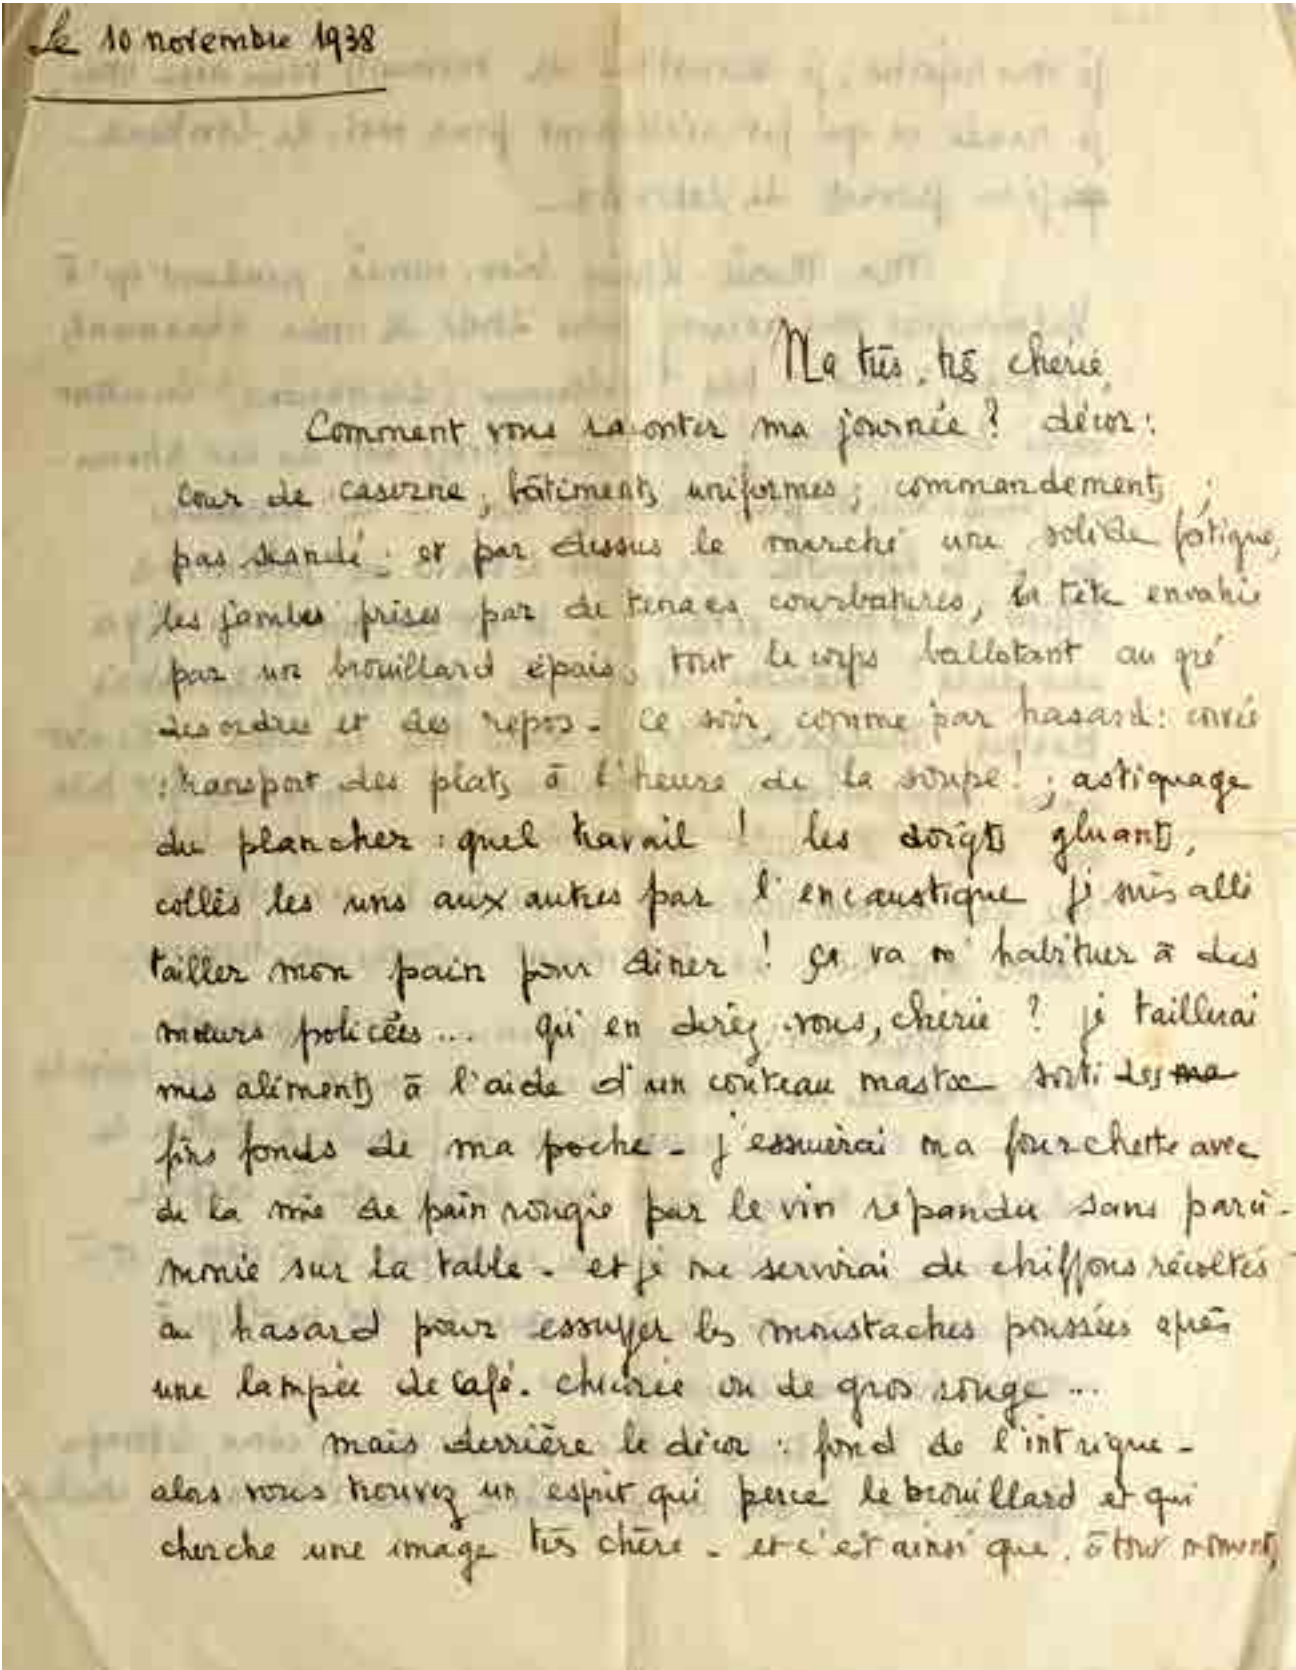 Le 10 novembre 1938
Ma très, très chérie,
Comment vous raconter ma journée ? décor :
cour de caserne, bâtiments uniformes ; commandements ;
pas scandé ; et par dessus le marché une solide fatigue,
les jambes prises par de tenaces courbatures, la tête envahie
par un brouillard épais, tout le corps ballotant au gré
des ordres et des repos - ce soir, comme par hasard : corvée
: transport des plats à l'heure de la soupe ! ; astiquage
du plancher : quel travail ! les doigts gluants,
collés les uns aux autres par l'encaustique je suis allé
tailler mon pain pour dîner ! ça va m'habituer à des
mœurs policées ... qu'en direz-vous, chérie ? je taillerai
mes aliments à l'aide d'un couteau mastoc sorti des ma
fins fonds de ma poche - j'essuierai ma fourchette avec
de la mie de pain rougie par le vin répandu sans parci-
monie sur la table - et je me servirai de chiffons récoltés
au hasard pour essuyer les moustaches poussées après
une lampée de café-chicorée ou de gros rouge ...
mais derrière le décor : fond de l'intrigue -
alors vous trouvez un esprit qui perce le brouillard et qui
cherche une image très chère - et c'est ainsi que, à tout moment,